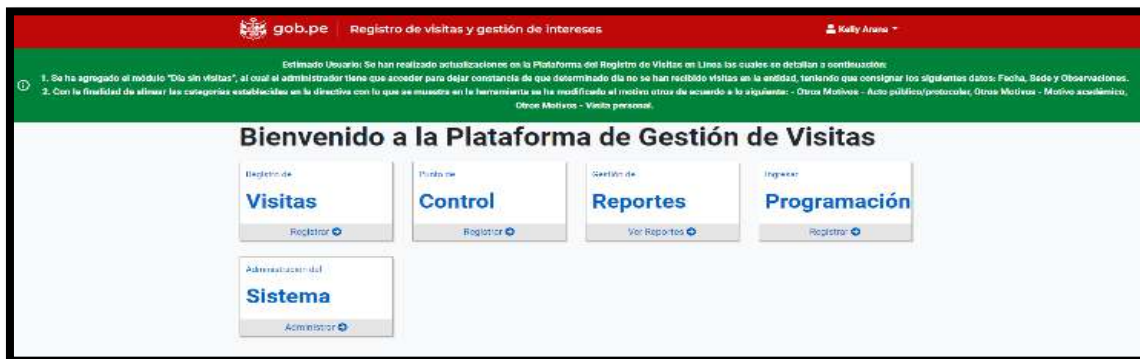 gob.pe | Registro de visitas y gestión de intereses
Kelly Arana
Estimado Usuario: Se han realizado actualizaciones en la Plataforma del Registro de Visitas en Línea las cuales se detallan a continuación:
1. Se ha agregado el módulo "Día sin visitas", al cual el administrador tiene que acceder para dejar constancia de que determinado día no se han recibido visitas en la entidad, teniendo que consignar los siguientes datos: Fecha, Sede y Observaciones.
2. Con la finalidad de alinear las categorías establecidas en la directiva con lo que se muestra en la herramienta se ha modificado el motivo otros de acuerdo a lo siguiente: - Otros Motivos - Acto público/protocolar, Otros Motivos - Motivo académico,
Otros Motivos - Visita personal.
Bienvenido a la Plataforma de Gestión de Visitas
Registro de
Visitas
Registrar
Punto de
Control
Registrar
Gestión de
Reportes
Ver Reportes
Ingresar
Programación
Registrar
Administración del
Sistema
Administrar